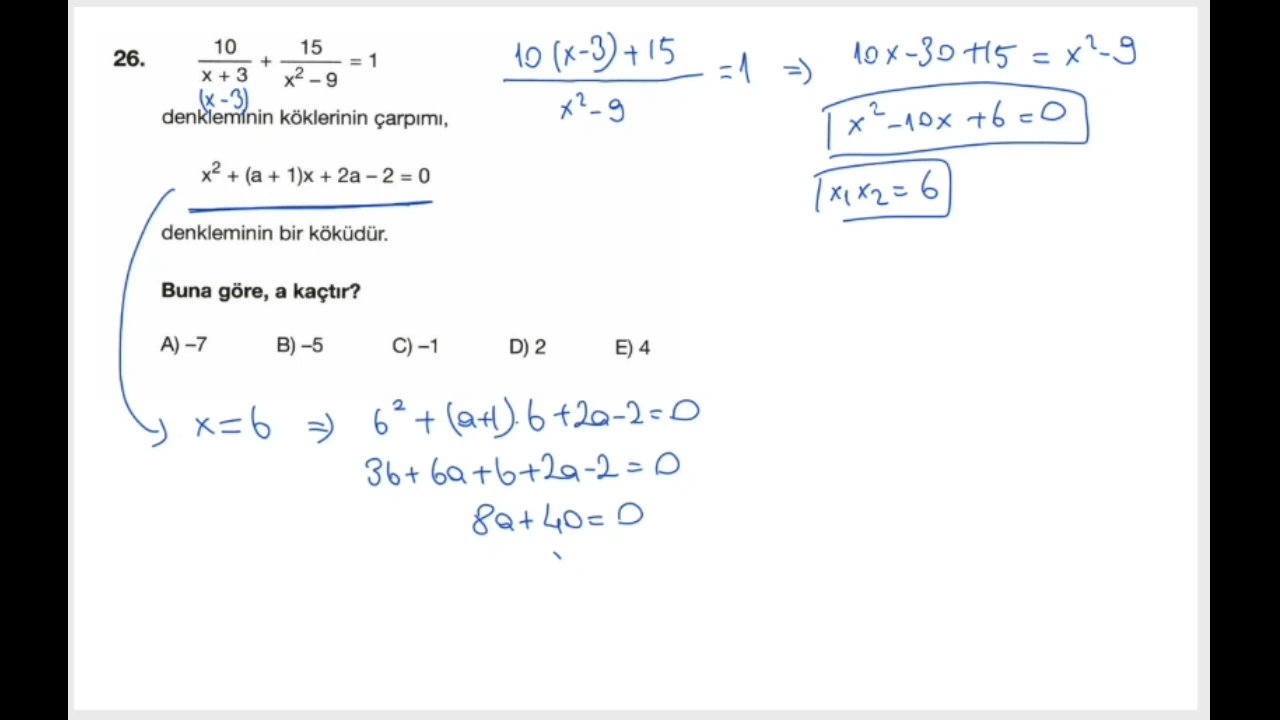 26. 10/(x + 3) + 15/(x² – 9) = 1
(x-3)
denkleminin köklerinin çarpımı,
x² + (a + 1)x + 2a – 2 = 0
denkleminin bir köküdür.
Buna göre, a kaçtır?
A) –7 B) –5 C) –1 D) 2 E) 4
(10(x-3)+15)/(x²-9) = 1 ⇒ 10x-30+15 = x²-9
x²-10x+6=0
x₁x₂=6
x=6 ⇒ 6²+(a+1).6+2a-2=0
36+6a+6+2a-2=0
8a+40=0